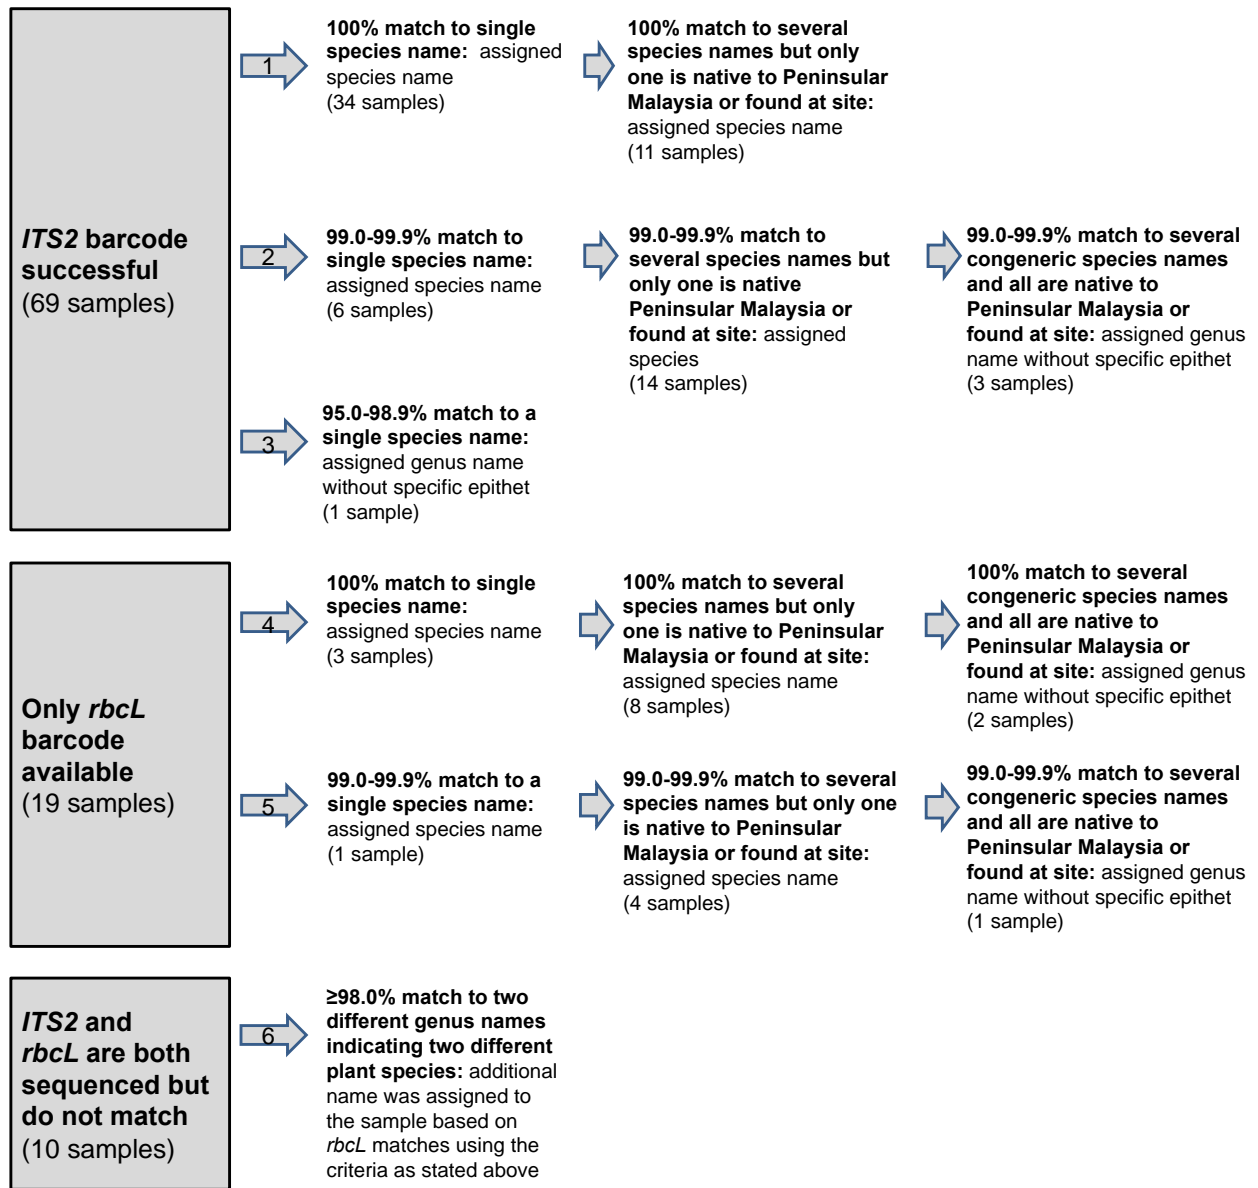 ITS2 barcode
successful
(69 samples)
1
100% match to single
species name: assigned
species name
(34 samples)
100% match to several
species names but only
one is native to Peninsular
Malaysia or found at site:
assigned species name
(11 samples)
2
99.0-99.9% match to
single species name:
assigned species name
(6 samples)
99.0-99.9% match to
several species names but
only one is native
Peninsular Malaysia or
found at site: assigned
species
(14 samples)
99.0-99.9% match to several
congeneric species names
and all are native to
Peninsular Malaysia or
found at site: assigned genus
name without specific epithet
(3 samples)
3
95.0-98.9% match to a
single species name:
assigned genus name
without specific epithet
(1 sample)
Only rbcL
barcode
available
(19 samples)
4
100% match to single
species name:
assigned species name
(3 samples)
100% match to several
species names but only
one is native to Peninsular
Malaysia or found at site:
assigned species name
(8 samples)
100% match to several
congeneric species names
and all are native to
Peninsular Malaysia or
found at site: assigned genus
name without specific epithet
(2 samples)
5
99.0-99.9% match to a
single species name:
assigned species name
(1 sample)
99.0-99.9% match to several
species names but only one
is native to Peninsular
Malaysia or found at site:
assigned species name
(4 samples)
99.0-99.9% match to several
congeneric species names
and all are native to
Peninsular Malaysia or
found at site: assigned genus
name without specific epithet
(1 sample)
ITS2 and
rbcL are both
sequenced but
do not match
(10 samples)
6
≥98.0% match to two
different genus names
indicating two different
plant species: additional
name was assigned to
the sample based on
rbcL matches using the
criteria as stated above